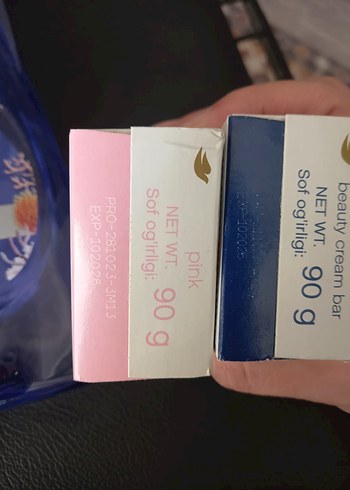 PRO-281023-3M13
EXP-102026
pink
NET WT.
Sof og'irligi: 90 g
beauty cream bar
NET WT.
Sof og'irligi: 90 g